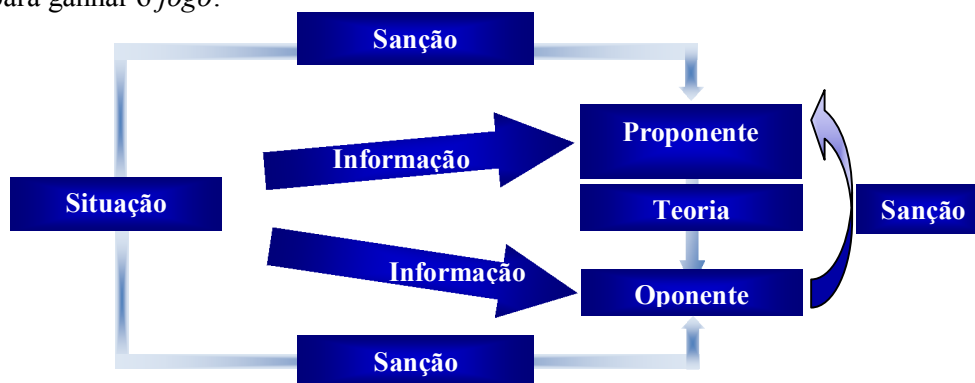 para ganhar o jogo.
Sanção
Proponente
Informação
Situação
Teoria
Sanção
Informação
Oponente
Sanção